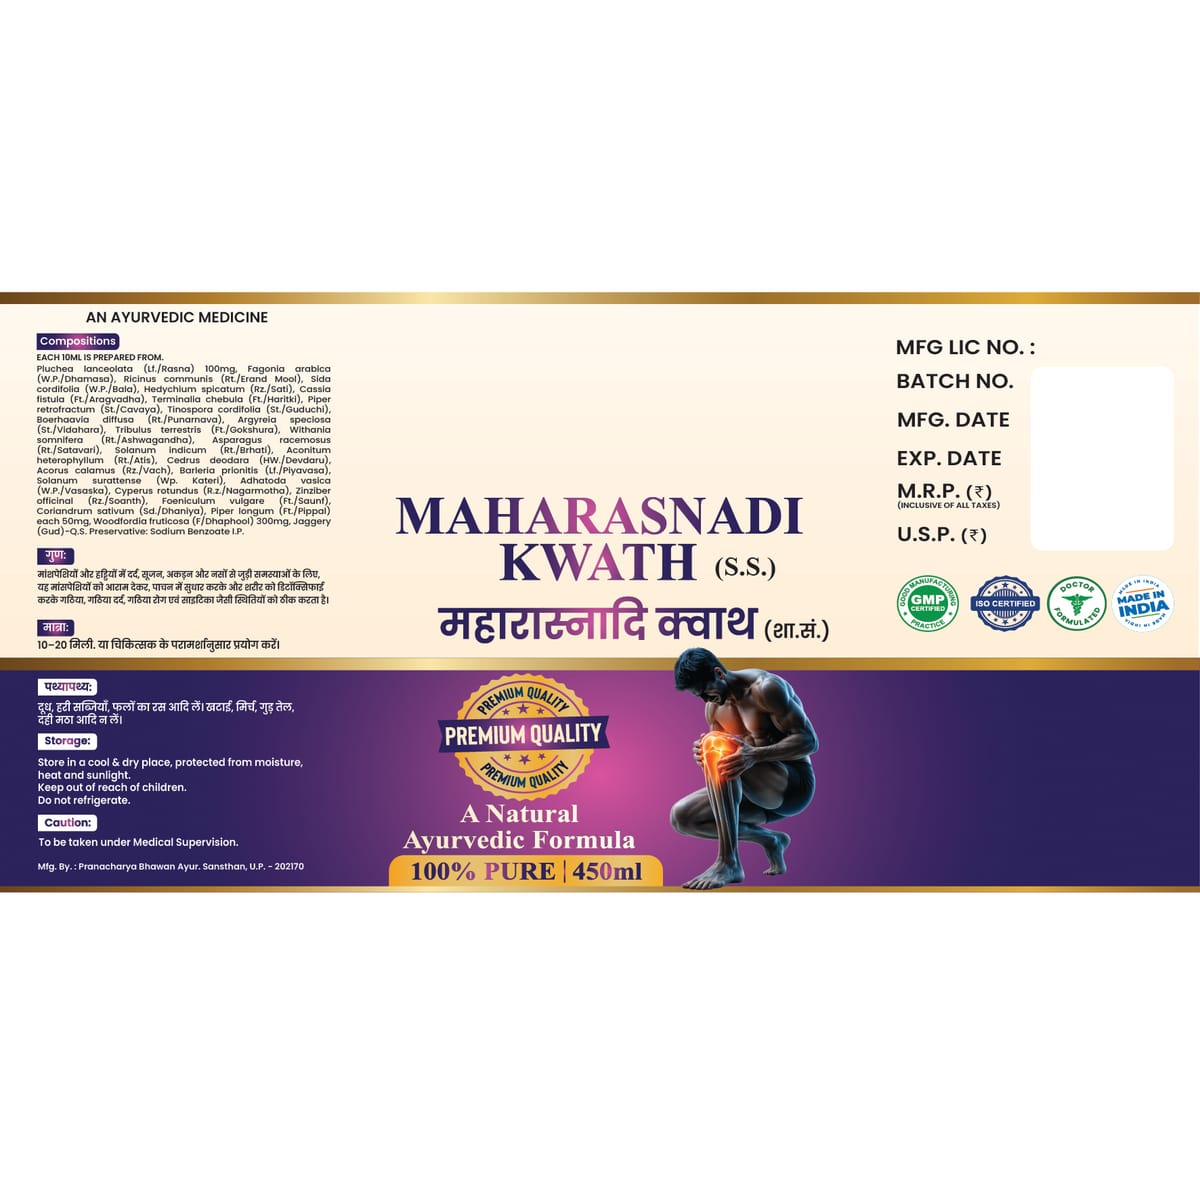 AN AYURVEDIC MEDICINE
Compositions
EACH 10ML IS PREPARED FROM.
Pluchea lanceolata (Lf./Rasna) 100mg, Fagonia arabica
(W.P./Dhamasa), Ricinus communis (Rt./Erand Mool), Sida
cordifolia (W.P./Bala), Hedychium spicatum (Rz./Sati), Cassia
fistula (Ft./Aragvadha), Terminalia chebula (Ft./Haritki), Piper
retrofractum (St./Cavaya), Tinospora cordifolia (St./Guduchi),
Boerhaavia diffusa (Rt./Punarnava), Argyreia speciosa
(St./Vidahara), Tribulus terrestris (Ft./Gokshura), Withania
somnifera (Rt./Ashwagandha), Asparagus racemosus
(Rt./Satavari), Solanum indicum (Rt./Brhati), Aconitum
heterophyllum (Rt./Atis), Cedrus deodara (HW./Devdaru),
Acorus calamus (Rz./Vach), Barleria prionitis (Lf./Piyavasa),
Solanum surattense (Wp. Kateri), Adhatoda vasica
(W.P./Vasaska), Cyperus rotundus (R.z./Nagarmotha), Zinziber
officinal (Rz./Soanth), Foeniculum vulgare (Ft./Saunf),
Coriandrum sativum (Sd./Dhaniya), Piper longum (Ft./Pippal)
each 50mg, Woodfordia fruticosa (F/Dhaphool) 300mg, Jaggery
(Gud)-Q.S. Preservative: Sodium Benzoate I.P.
गुण:
मांशपेशियों और हड्डियों में दर्द, सूजन, अकड़न और नसों से जुड़ी समस्याओं के लिए,
यह मांसपेशियों को आराम देकर, पाचन में सुधार करके और शरीर को डिटॉक्सिफाई
करके गठिया, गठिया दर्द, गठिया रोग एवं साइटिका जैसी स्थितियों को ठीक करता है।
मात्रा:
10-20 मिली. या चिकित्सक के परामर्शानुसार प्रयोग करें।
पथ्यापथ्य:
दूध, हरी सब्जियाँ, फलों का रस आदि लें। खटाई, मिर्च, गुड़ तेल,
दही मठा आदि न लें।
Storage:
Store in a cool & dry place, protected from moisture,
heat and sunlight.
Keep out of reach of children.
Do not refrigerate.
Caution:
To be taken under Medical Supervision.
Mfg. By. : Pranacharya Bhawan Ayur. Sansthan, U.P. - 202170
MAHARASNADI
KWATH (S.S.)
महारास्नादि क्वाथ (शा.सं.)
PREMIUM QUALITY
PREMIUM QUALITY
PREMIUM QUALITY
A Natural
Ayurvedic Formula
100% PURE | 450ml
MFG LIC NO. :
BATCH NO.
MFG. DATE
EXP. DATE
M.R.P. (₹)
(INCLUSIVE OF ALL TAXES)
U.S.P. (₹)
GOOD MANUFACTURING
GMP
CERTIFIED
PRACTICE
ISO CERTIFIED
DOCTOR
FORMULATED
MADE IN INDIA
MADE IN
INDIA